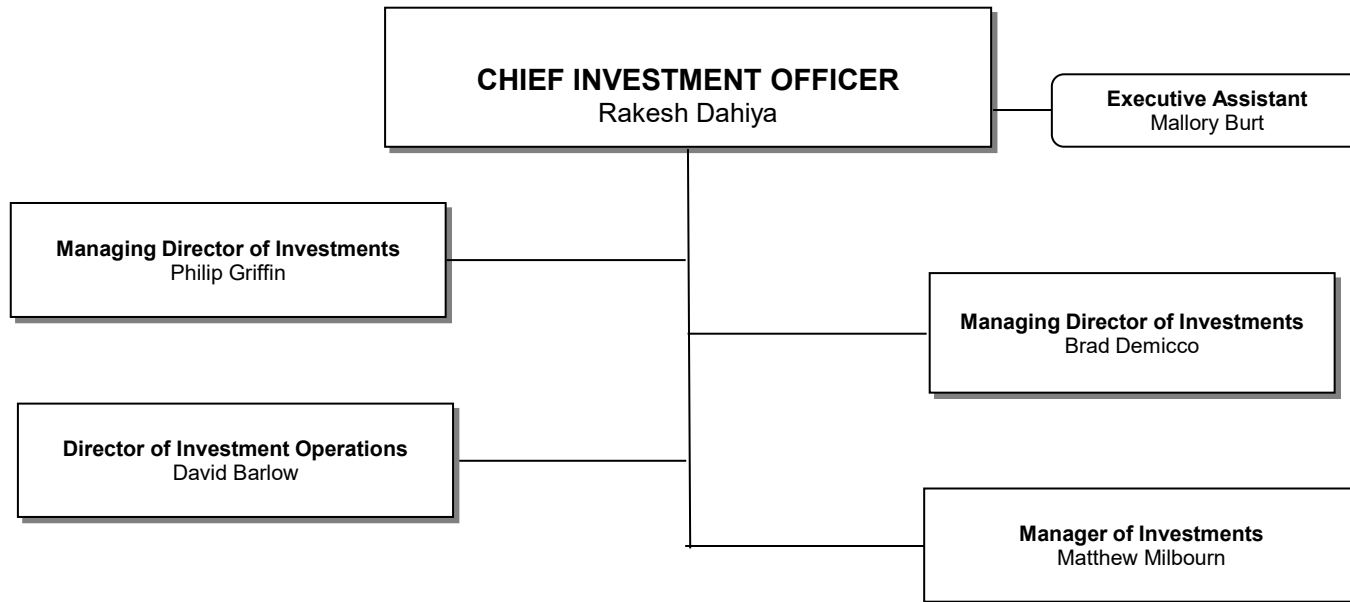 CHIEF INVESTMENT OFFICER
Rakesh Dahiya
Executive Assistant
Mallory Burt
Managing Director of Investments
Philip Griffin
Managing Director of Investments
Brad Demicco
Director of Investment Operations
David Barlow
Manager of Investments
Matthew Milbourn